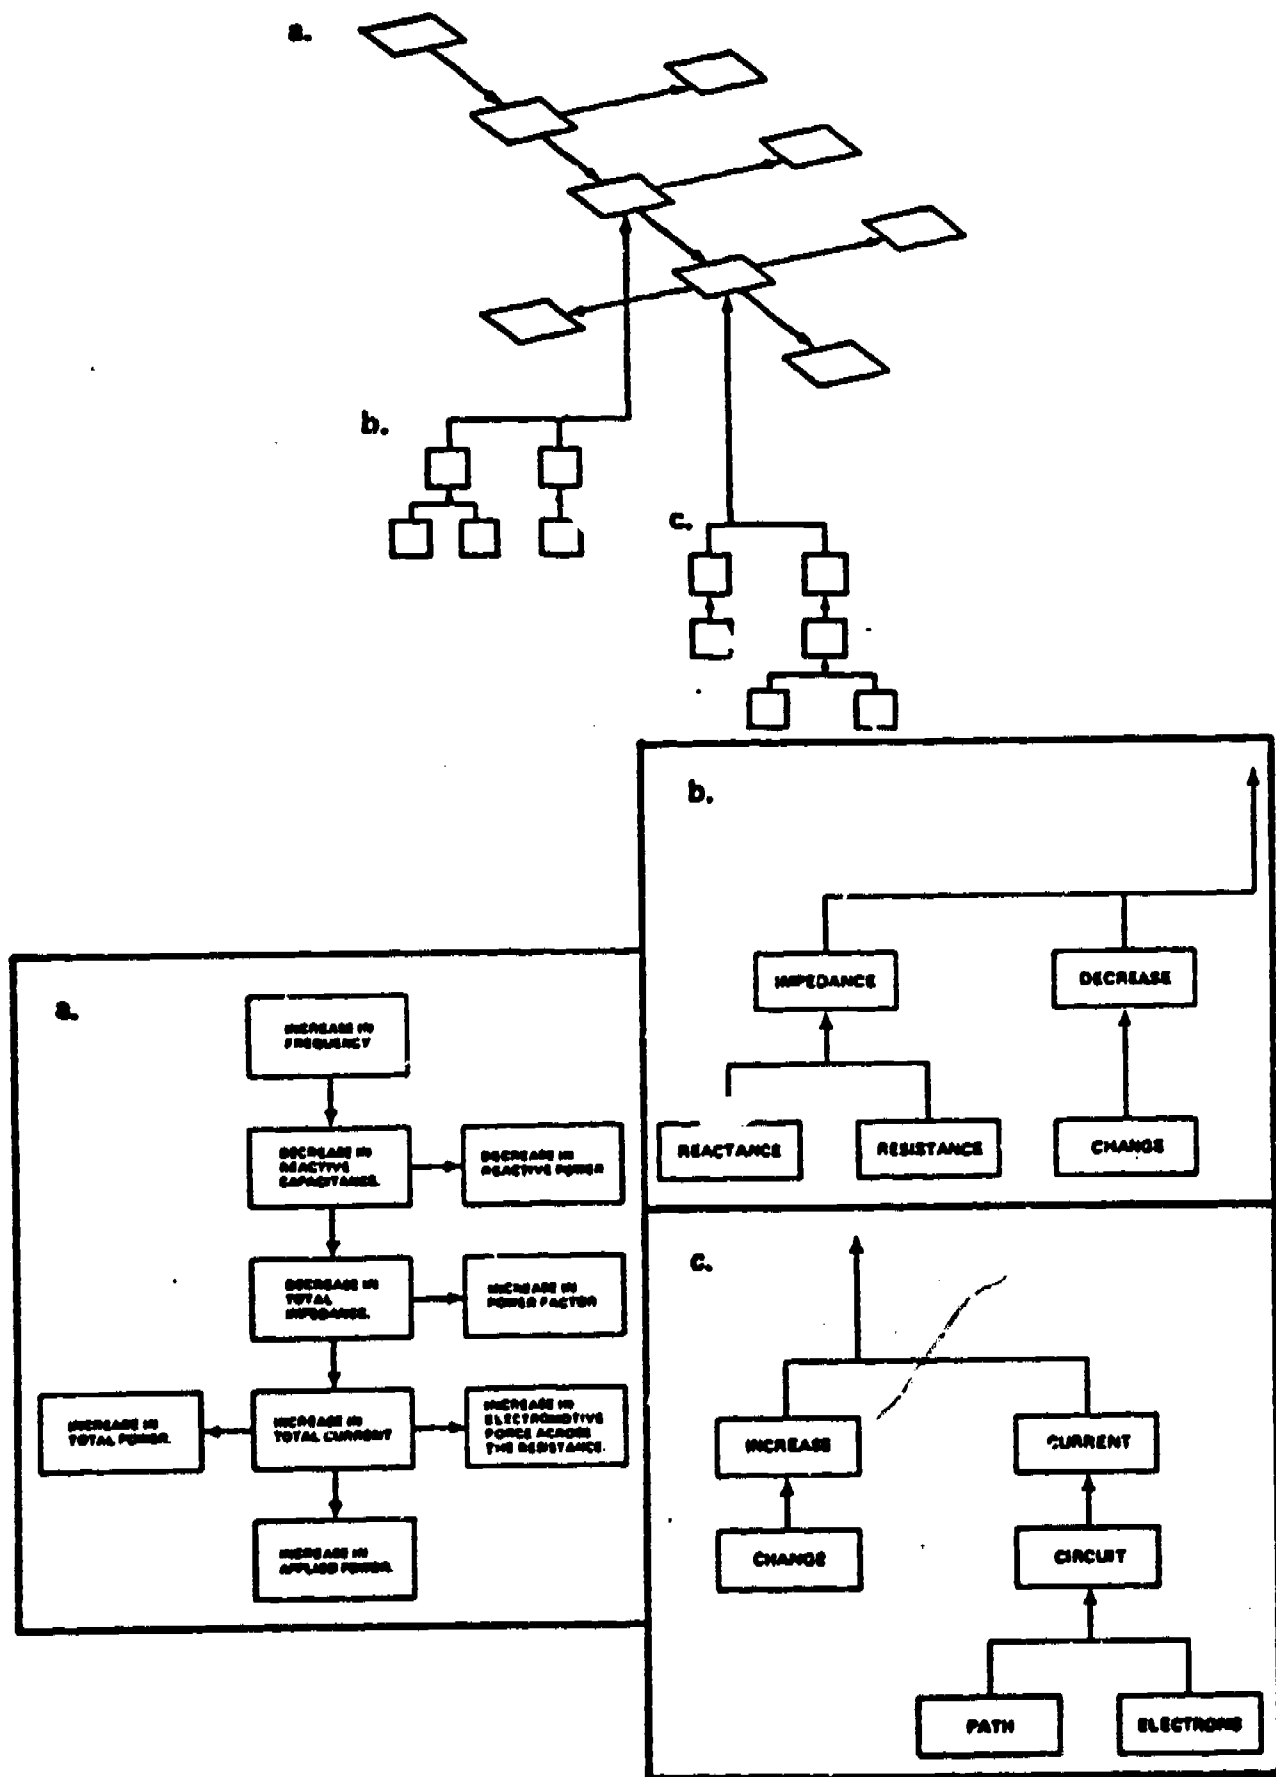 a.
b.
c.
b.
IMPEDANCE
DECREASE
REACTANCE
RESISTANCE
CHANGE
a.
INCREASE IN
FREQUENCY
DECREASE IN
REACTIVE
CAPACITANCE.
DECREASE IN
REACTIVE POWER
DECREASE IN
TOTAL
IMPEDANCE.
INCREASE IN
POWER FACTOR
INCREASE IN
TOTAL POWER.
INCREASE IN
TOTAL CURRENT
INCREASE IN
ELECTROMOTIVE
FORCE ACROSS
THE RESISTANCE.
INCREASE IN
APPLIED POWER.
c.
INCREASE
CURRENT
CHANGE
CIRCUIT
PATH
ELECTRONS